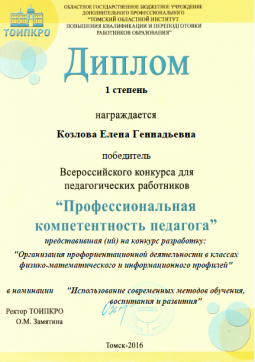 ОБЛАСТНОЕ ГОСУДАРСТВЕННОЕ БЮДЖЕТНОЕ УЧРЕЖДЕНИЕ
ДОПОЛНИТЕЛЬНОГО ПРОФЕССИОНАЛЬНОГО
"ТОМСКИЙ ОБЛАСТНОЙ ИНСТИТУТ
ПОВЫШЕНИЯ КВАЛИФИКАЦИИ И ПЕРЕПОДГОТОВКИ
РАБОТНИКОВ ОБРАЗОВАНИЯ"
ТОИПКРО
Диплом
1 степень
награждается
Козлова Елена Геннадьевна
победитель
Всероссийского конкурса для
педагогических работников
“Профессиональная
компетентность педагога”
представившая (ий) на конкурс разработку:
"Организация профориентационной деятельности в классах
физико-математического и информационного профилей"
в номинации "Использование современных методов обучения,
воспитания и развития"
Ректор ТОИПКРО
О.М. Замятина
Томск-2016